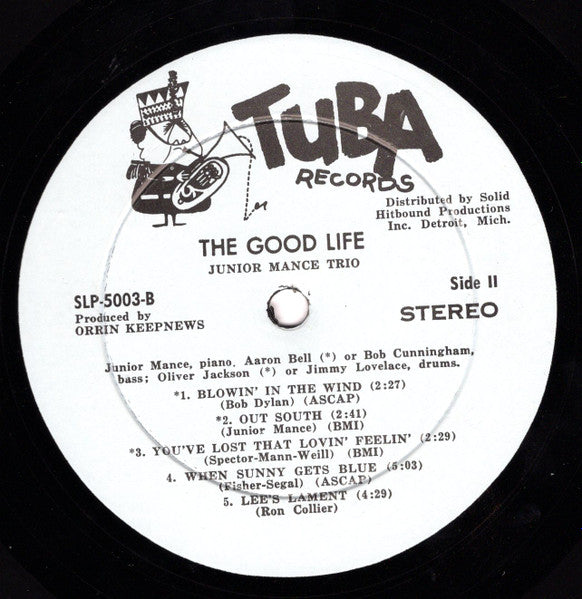 TUBA
RECORDS
Distributed by Solid
Hitbound Productions
Inc. Detroit, Mich.
THE GOOD LIFE
JUNIOR MANCE TRIO
SLP-5003-B
Produced by
ORRIN KEEPNEWS
Side II
STEREO
Junior Mance, piano. Aaron Bell (*) or Bob Cunningham,
bass; Oliver Jackson (*) or Jimmy Lovelace, drums.
*1. BLOWIN' IN THE WIND (2:27)
(Bob Dylan) (ASCAP)
*2. OUT SOUTH (2:41)
(Junior Mance) (BMI)
*3. YOU'VE LOST THAT LOVIN' FEELIN' (2:29)
(Spector-Mann-Weill) (BMI)
4. WHEN SUNNY GETS BLUE (5:03)
(Fisher-Segal) (ASCAP)
5. LEE'S LAMENT (4:29)
(Ron Collier)